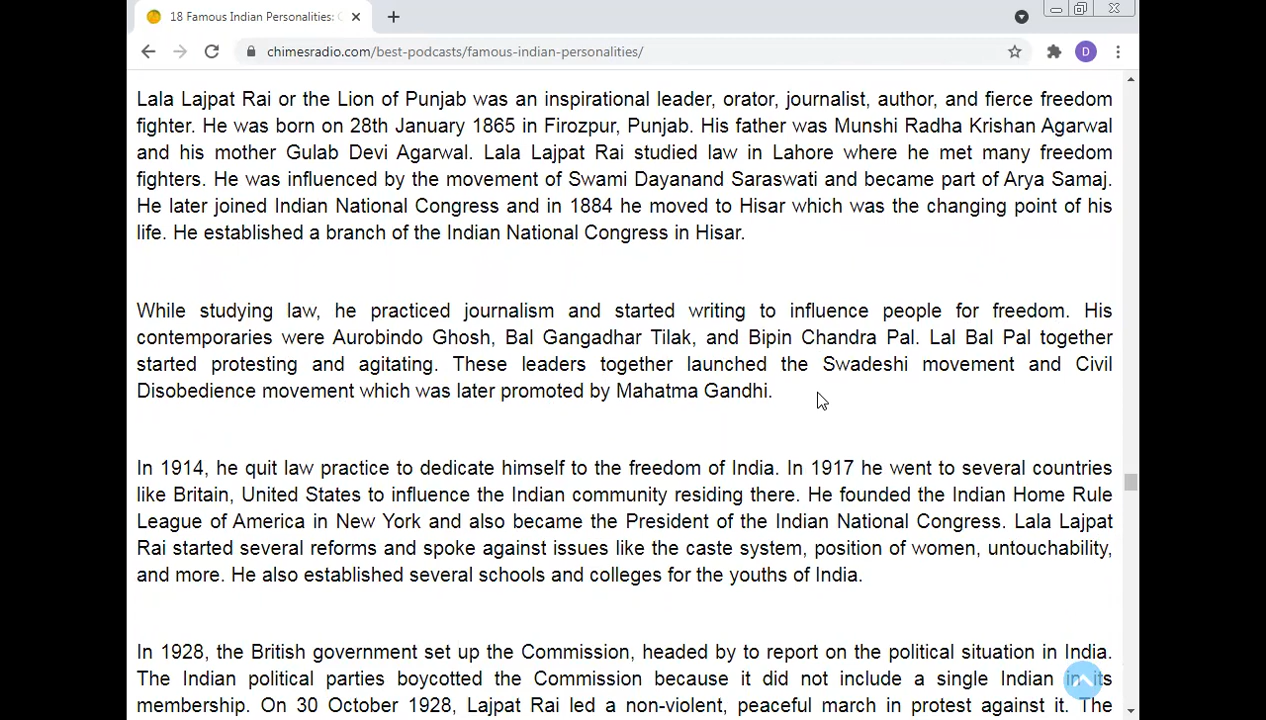 18 Famous Indian Personalities:
chimesradio.com/best-podcasts/famous-indian-personalities/
D
Lala Lajpat Rai or the Lion of Punjab was an inspirational leader, orator, journalist, author, and fierce freedom
fighter. He was born on 28th January 1865 in Firozpur, Punjab. His father was Munshi Radha Krishan Agarwal
and his mother Gulab Devi Agarwal. Lala Lajpat Rai studied law in Lahore where he met many freedom
fighters. He was influenced by the movement of Swami Dayanand Saraswati and became part of Arya Samaj.
He later joined Indian National Congress and in 1884 he moved to Hisar which was the changing point of his
life. He established a branch of the Indian National Congress in Hisar.
While studying law, he practiced journalism and started writing to influence people for freedom. His
contemporaries were Aurobindo Ghosh, Bal Gangadhar Tilak, and Bipin Chandra Pal. Lal Bal Pal together
started protesting and agitating. These leaders together launched the Swadeshi movement and Civil
Disobedience movement which was later promoted by Mahatma Gandhi.
In 1914, he quit law practice to dedicate himself to the freedom of India. In 1917 he went to several countries
like Britain, United States to influence the Indian community residing there. He founded the Indian Home Rule
League of America in New York and also became the President of the Indian National Congress. Lala Lajpat
Rai started several reforms and spoke against issues like the caste system, position of women, untouchability,
and more. He also established several schools and colleges for the youths of India.
In 1928, the British government set up the Commission, headed by to report on the political situation in India.
The Indian political parties boycotted the Commission because it did not include a single Indian in its
membership. On 30 October 1928, Lajpat Rai led a non-violent, peaceful march in protest against it. The